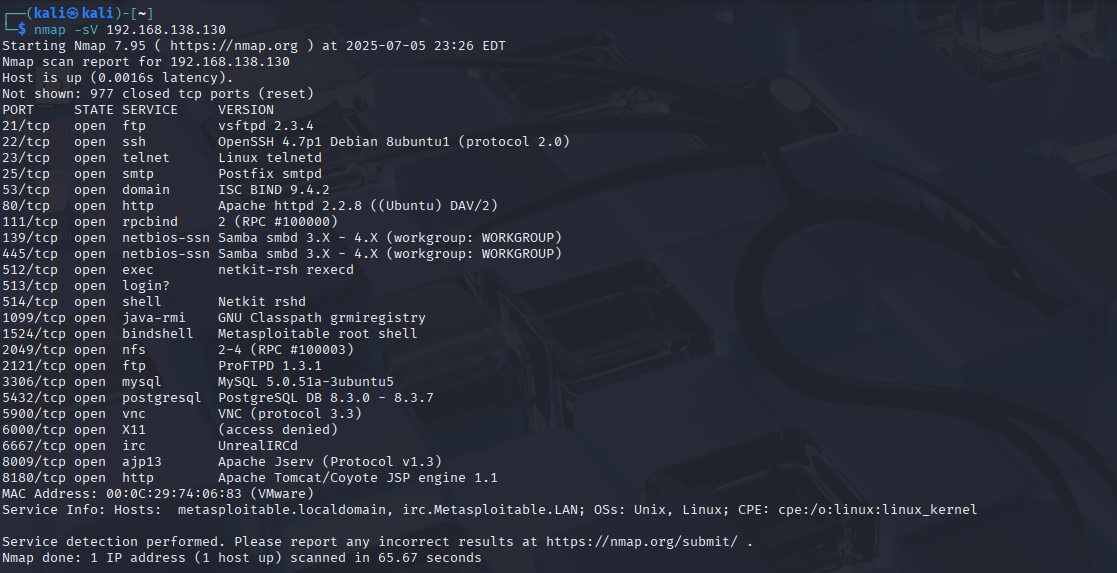 ┌──(kali㉿kali)-[~]
└─$ nmap -sV 192.168.138.130
Starting Nmap 7.95 ( https://nmap.org ) at 2025-07-05 23:26 EDT
Nmap scan report for 192.168.138.130
Host is up (0.0016s latency).
Not shown: 977 closed tcp ports (reset)
PORT     STATE SERVICE     VERSION
21/tcp   open  ftp         vsftpd 2.3.4
22/tcp   open  ssh         OpenSSH 4.7p1 Debian 8ubuntu1 (protocol 2.0)
23/tcp   open  telnet      Linux telnetd
25/tcp   open  smtp        Postfix smtpd
53/tcp   open  domain      ISC BIND 9.4.2
80/tcp   open  http        Apache httpd 2.2.8 ((Ubuntu) DAV/2)
111/tcp  open  rpcbind     2 (RPC #100000)
139/tcp  open  netbios-ssn Samba smbd 3.X - 4.X (workgroup: WORKGROUP)
445/tcp  open  netbios-ssn Samba smbd 3.X - 4.X (workgroup: WORKGROUP)
512/tcp  open  exec        netkit-rsh rexecd
513/tcp  open  login?
514/tcp  open  shell       Netkit rshd
1099/tcp open  java-rmi    GNU Classpath grmiregistry
1524/tcp open  bindshell   Metasploitable root shell
2049/tcp open  nfs         2-4 (RPC #100003)
2121/tcp open  ftp         ProFTPD 1.3.1
3306/tcp open  mysql       MySQL 5.0.51a-3ubuntu5
5432/tcp open  postgresql  PostgreSQL DB 8.3.0 - 8.3.7
5900/tcp open  vnc         VNC (protocol 3.3)
6000/tcp open  X11         (access denied)
6667/tcp open  irc         UnrealIRCd
8009/tcp open  ajp13       Apache Jserv (Protocol v1.3)
8180/tcp open  http        Apache Tomcat/Coyote JSP engine 1.1
MAC Address: 00:0C:29:74:06:83 (VMware)
Service Info: Hosts:  metasploitable.localdomain, irc.Metasploitable.LAN; OSs: Unix, Linux; CPE: cpe:/o:linux:linux_kernel

Service detection performed. Please report any incorrect results at https://nmap.org/submit/ .
Nmap done: 1 IP address (1 host up) scanned in 65.67 seconds